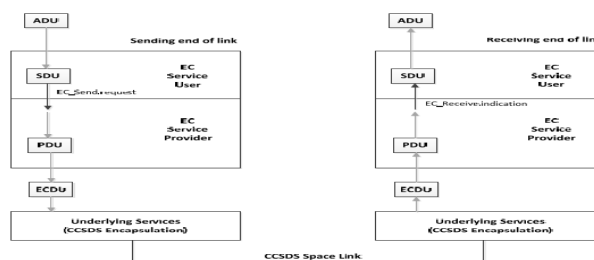 ADU
Sending end of link
SDU
EC
Service
User
EC_Send.request
EC
Service
Provider
PDU
ECDU
Underlying Services
(CCSDS Encapsulation)
ADU
Receiving end of lin
SDU
EC
Service
User
EC_Receive.indication
EC
Service
Provider
PDU
ECDU
Underlying Services
(CCSDS Encapsulation)
CCSDS Space Link